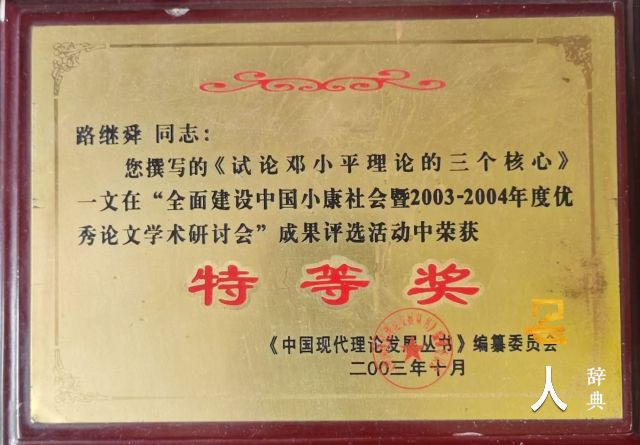 路继舜 同志：
您撰写的《试论邓小平理论的三个核心》
一文在“全面建设中国小康社会暨2003-2004年度优
秀论文学术研讨会”成果评选活动中荣获
特等奖
《中国现代理论发展丛书》编纂委员会
二〇〇三年十月
名人辞典